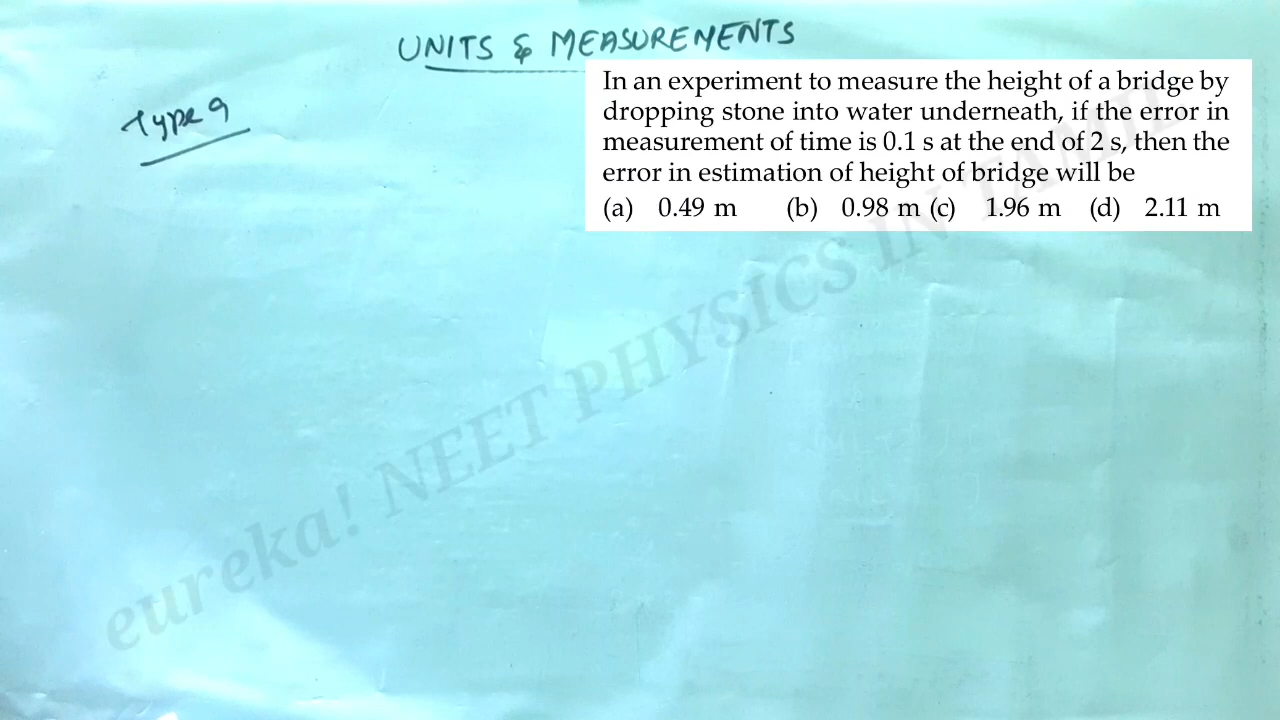 UNITS & MEASUREMENTS
Type 9
In an experiment to measure the height of a bridge by
dropping stone into water underneath, if the error in
measurement of time is 0.1 s at the end of 2 s, then the
error in estimation of height of bridge will be
(a) 0.49 m (b) 0.98 m (c) 1.96 m (d) 2.11 m
eureka! NEET PHYSICS IN TAMIL